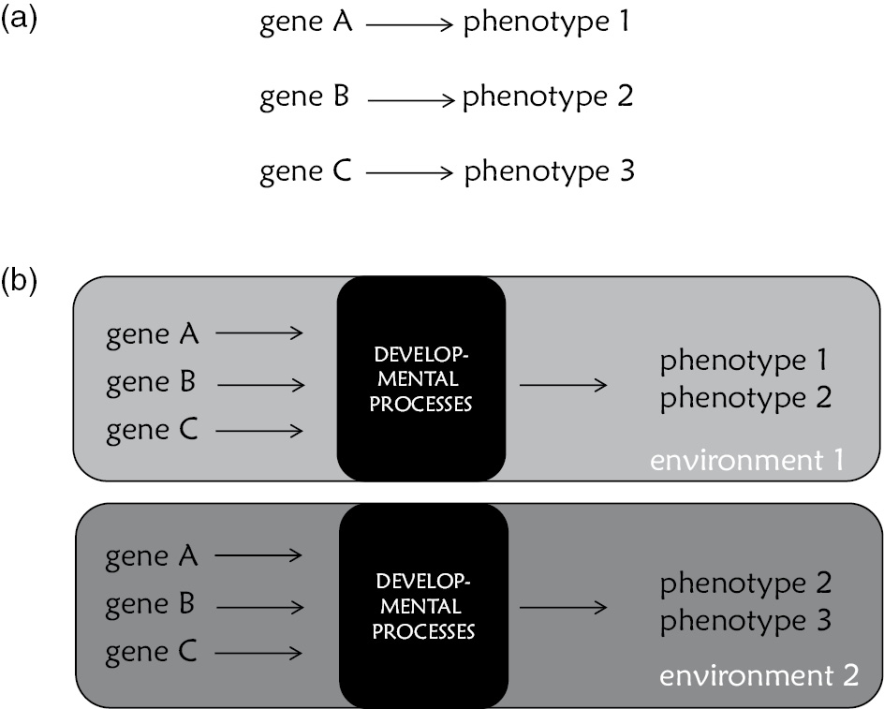 (a)
gene A → phenotype 1
gene B → phenotype 2
gene C → phenotype 3
(b)
gene A
gene B
gene C
DEVELOP-
MENTAL
PROCESSES
phenotype 1
phenotype 2
environment 1
gene A
gene B
gene C
DEVELOP-
MENTAL
PROCESSES
phenotype 2
phenotype 3
environment 2